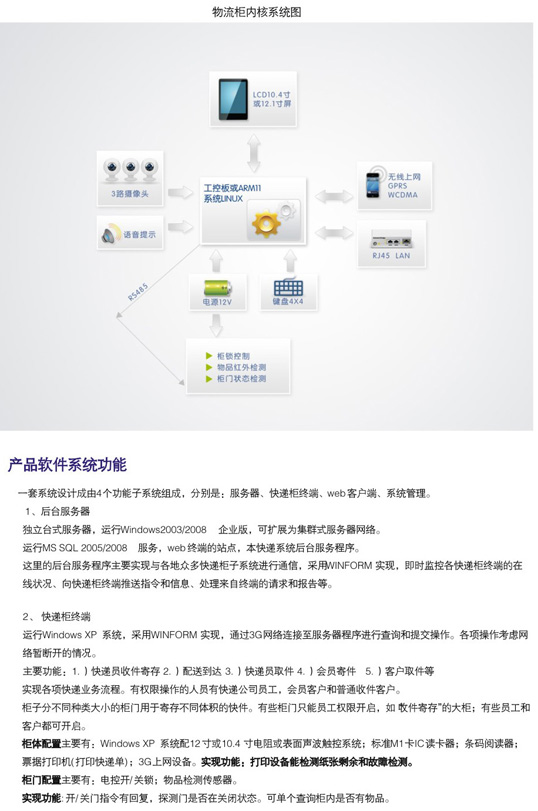 物流柜内核系统图
LCD10.4寸
或12.1寸屏
3路摄像头
语音提示
工控板或ARM11
系统LINUX
无线上网
GPRS
WCDMA
RJ45 LAN
RS485
电源12V
键盘4X4
柜锁控制
物品红外检测
柜门状态检测
产品软件系统功能
一套系统设计成由4个功能子系统组成，分别是：服务器、快递柜终端、web客户端、系统管理。
1、后台服务器
独立台式服务器，运行Windows2003/2008 企业版，可扩展为集群式服务器网络。
运行MS SQL 2005/2008 服务，web 终端的站点，本快递系统后台服务程序。
这里的后台服务程序主要实现与各地众多快递柜子系统进行通信，采用WINFORM 实现，即时监控各快递柜终端的在
线状况、向快递柜终端推送指令和信息、处理来自终端的请求和报告等。
2、 快递柜终端
运行Windows XP 系统，采用WINFORM 实现，通过3G网络连接至服务器程序进行查询和提交操作。各项操作考虑网
络暂断开的情况。
主要功能：1.）快递员收件寄存 2.）配送到达 3.）快递员取件 4.）会员寄件 5.）客户取件等
实现各项快递业务流程。有权限操作的人员有快递公司员工，会员客户和普通收件客户。
柜子分不同种类大小的柜门用于寄存不同体积的快件。有些柜门只能员工权限开启，如“教件寄存”的大柜；有些员工和
客户都可开启。
柜体配置主要有：Windows XP 系统配12寸或10.4 寸电阻或表面声波触控系统；标准M1卡IC读卡器；条码阅读器；
票据打印机(打印快递单)；3G上网设备。实现功能：打印设备能检测纸张剩余和故障检测。
柜门配置主要有：电控开/关锁；物品检测传感器。
实现功能: 开/关门指令有回复，探测门是否在关闭状态。可单个查询柜内是否有物品。